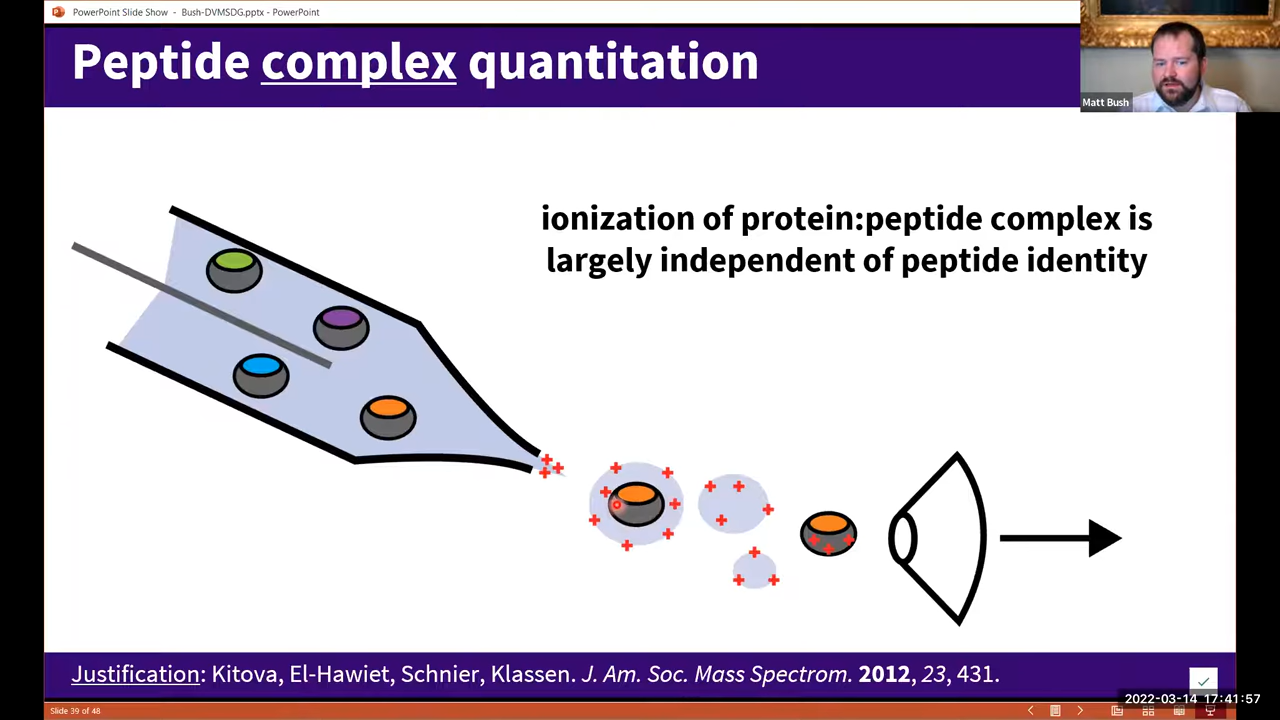 PowerPoint Slide Show - Bush-DVMSDG.pptx - PowerPoint
Peptide complex quantitation
Matt Bush
ionization of protein:peptide complex is
largely independent of peptide identity
Justification: Kitova, El-Hawiet, Schnier, Klassen. J. Am. Soc. Mass Spectrom. 2012, 23, 431.
2022-03-14 17:41:57
Slide 39 of 48